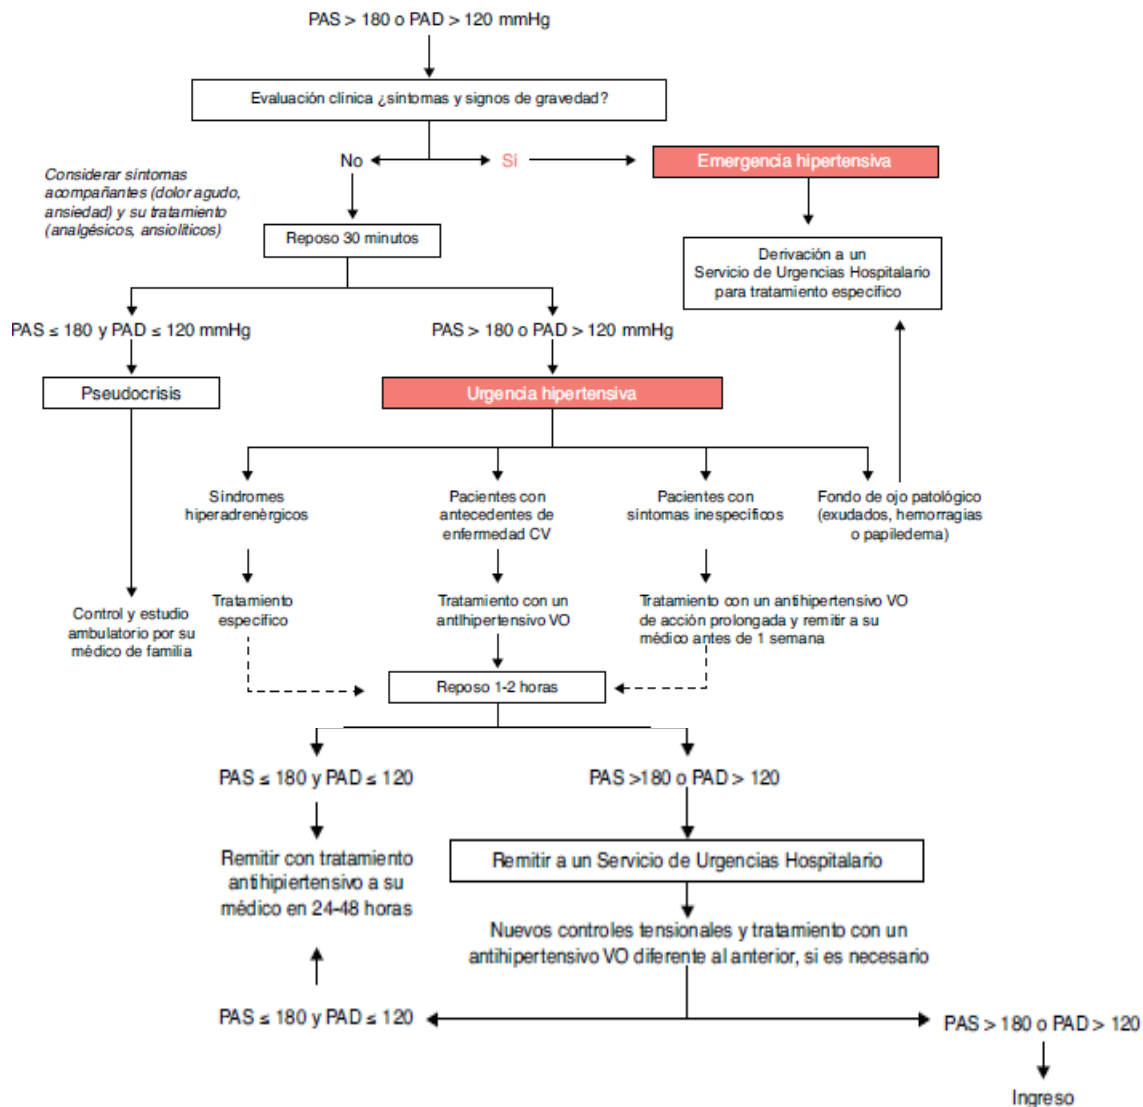 PAS > 180 o PAD > 120 mmHg
Evaluación clínica ¿síntomas y signos de gravedad?
No
Sí
Emergencia hipertensiva
Considerar síntomas
acompañantes (dolor agudo,
ansiedad) y su tratamiento
(analgésicos, ansiolíticos)
Reposo 30 minutos
Derivación a un
Servicio de Urgencias Hospitalario
para tratamiento específico
PAS ≤ 180 y PAD ≤ 120 mmHg
PAS > 180 o PAD > 120 mmHg
Pseudocrisis
Urgencia hipertensiva
Síndromes
hiperadrenèrgicos
Pacientes con
antecedentes de
enfermedad CV
Pacientes con
síntomas inespecíficos
Fondo de ojo patológico
(exudados, hemorragias
o papiledema)
Control y estudio
ambulatorio por su
médico de familia
Tratamiento
específico
Tratamiento con un
antihipertensivo VO
Tratamiento con un antihipertensivo VO
de acción prolongada y remitir a su
médico antes de 1 semana
Reposo 1-2 horas
PAS ≤ 180 y PAD ≤ 120
PAS >180 o PAD > 120
Remitir con tratamiento
antihipiertensivo a su
médico en 24-48 horas
Remitir a un Servicio de Urgencias Hospitalario
Nuevos controles tensionales y tratamiento con un
antihipertensivo VO diferente al anterior, si es necesario
PAS ≤ 180 y PAD ≤ 120
PAS > 180 o PAD > 120
Ingreso